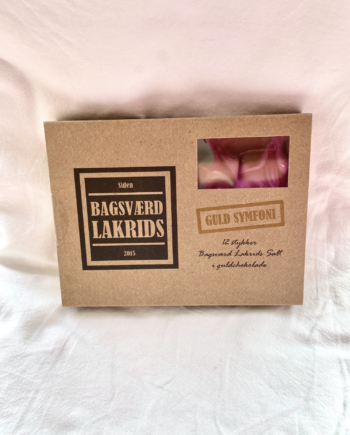 Siden
BAGSVÆRD
LAKRIDS
2015
GULD SYMFONI
12 stykker
Bagsværd Lakrids Salt
i guldchokolade